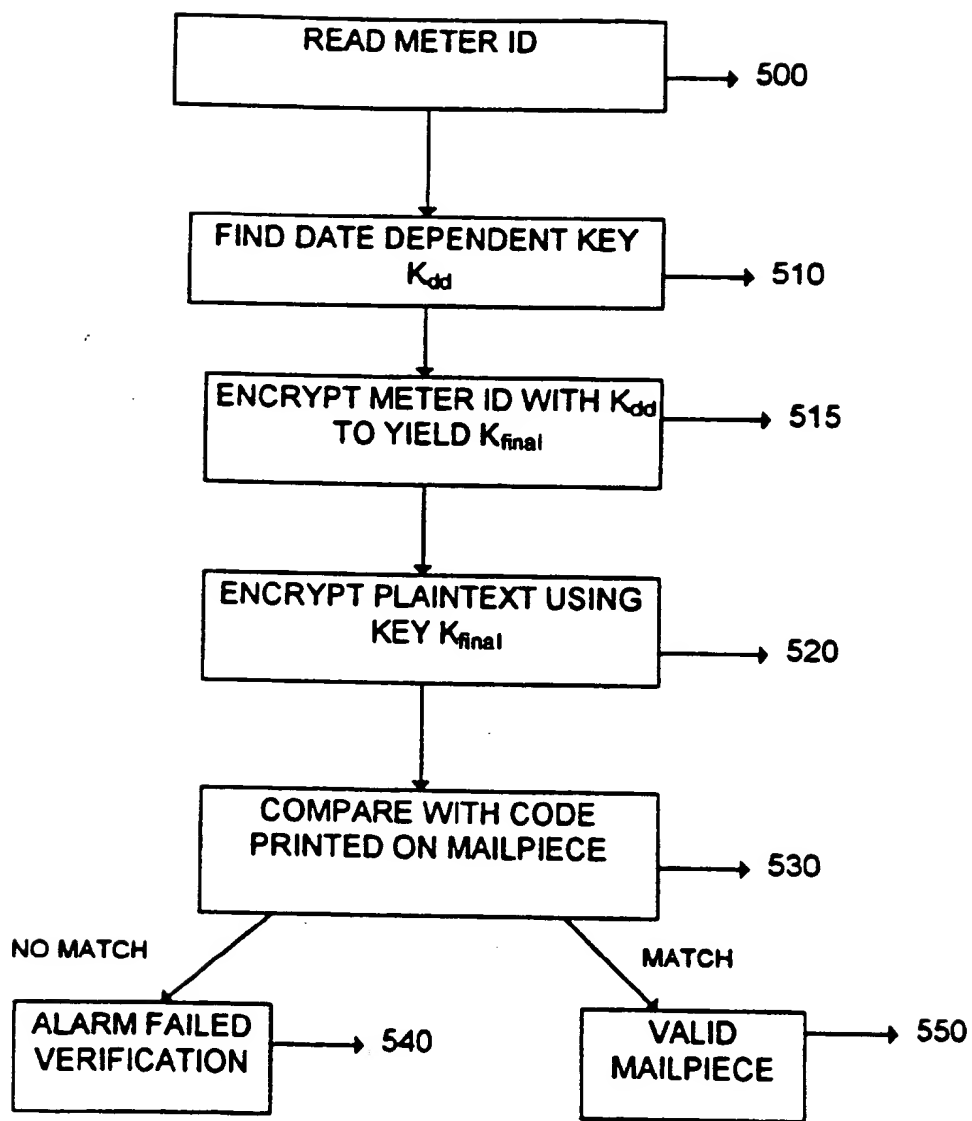 READ METER ID
500
FIND DATE DEPENDENT KEY
Kdd
510
ENCRYPT METER ID WITH Kdd
TO YIELD Kfinal
515
ENCRYPT PLAINTEXT USING
KEY Kfinal
520
COMPARE WITH CODE
PRINTED ON MAILPIECE
530
NO MATCH
MATCH
ALARM FAILED
VERIFICATION
540
VALID
MAILPIECE
550